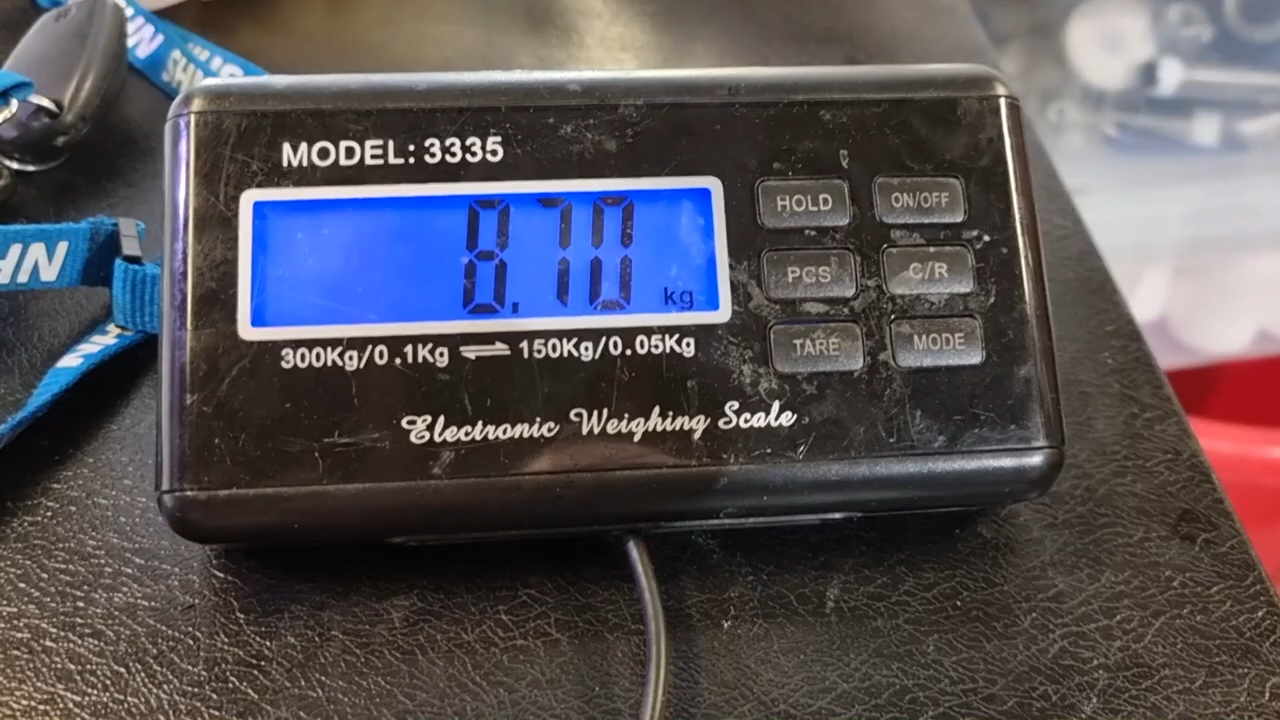 MODEL: 3335
8.70 kg
HOLD ON/OFF
PCS C/R
TARE MODE
300Kg/0.1Kg ⇌ 150Kg/0.05Kg
Electronic Weighing Scale